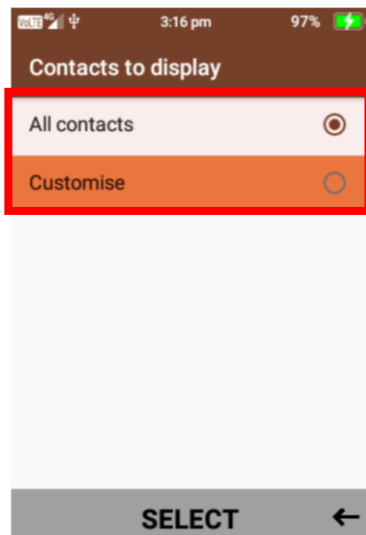 VoLTE 4G 3:16 pm 97%
Contacts to display
All contacts
Customise
SELECT